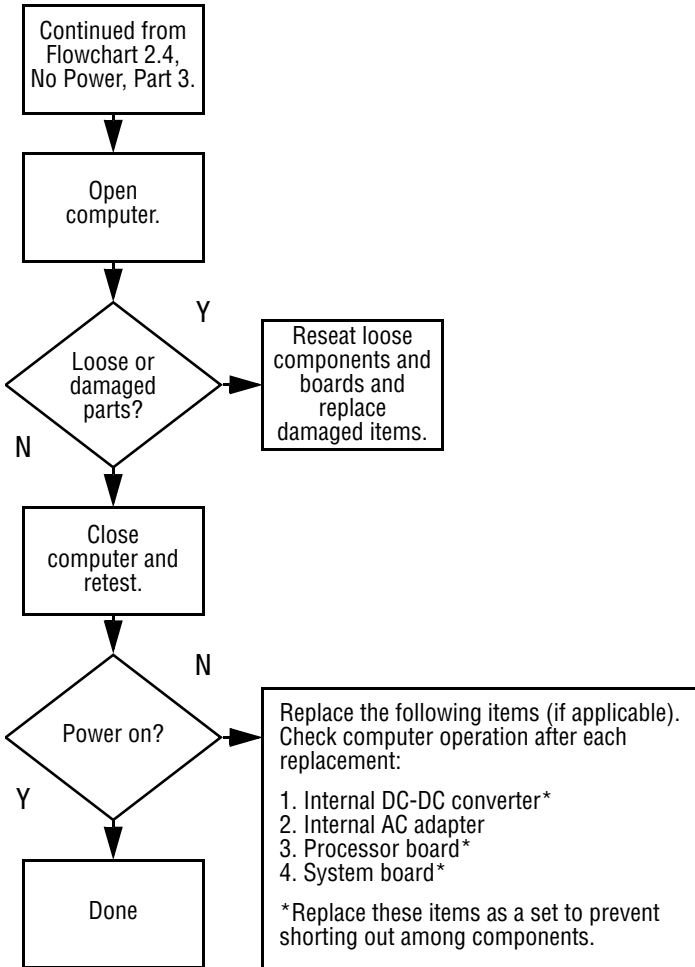 Continued from
Flowchart 2.4,
No Power, Part 3.
Open
computer.
Y
Loose or
damaged
parts?
N
Reseat loose
components and
boards and
replace
damaged items.
Close
computer and
retest.
N
Power on?
Y
Replace the following items (if applicable).
Check computer operation after each
replacement:
1. Internal DC-DC converter*
2. Internal AC adapter
3. Processor board*
4. System board*
*Replace these items as a set to prevent
shorting out among components.
Done